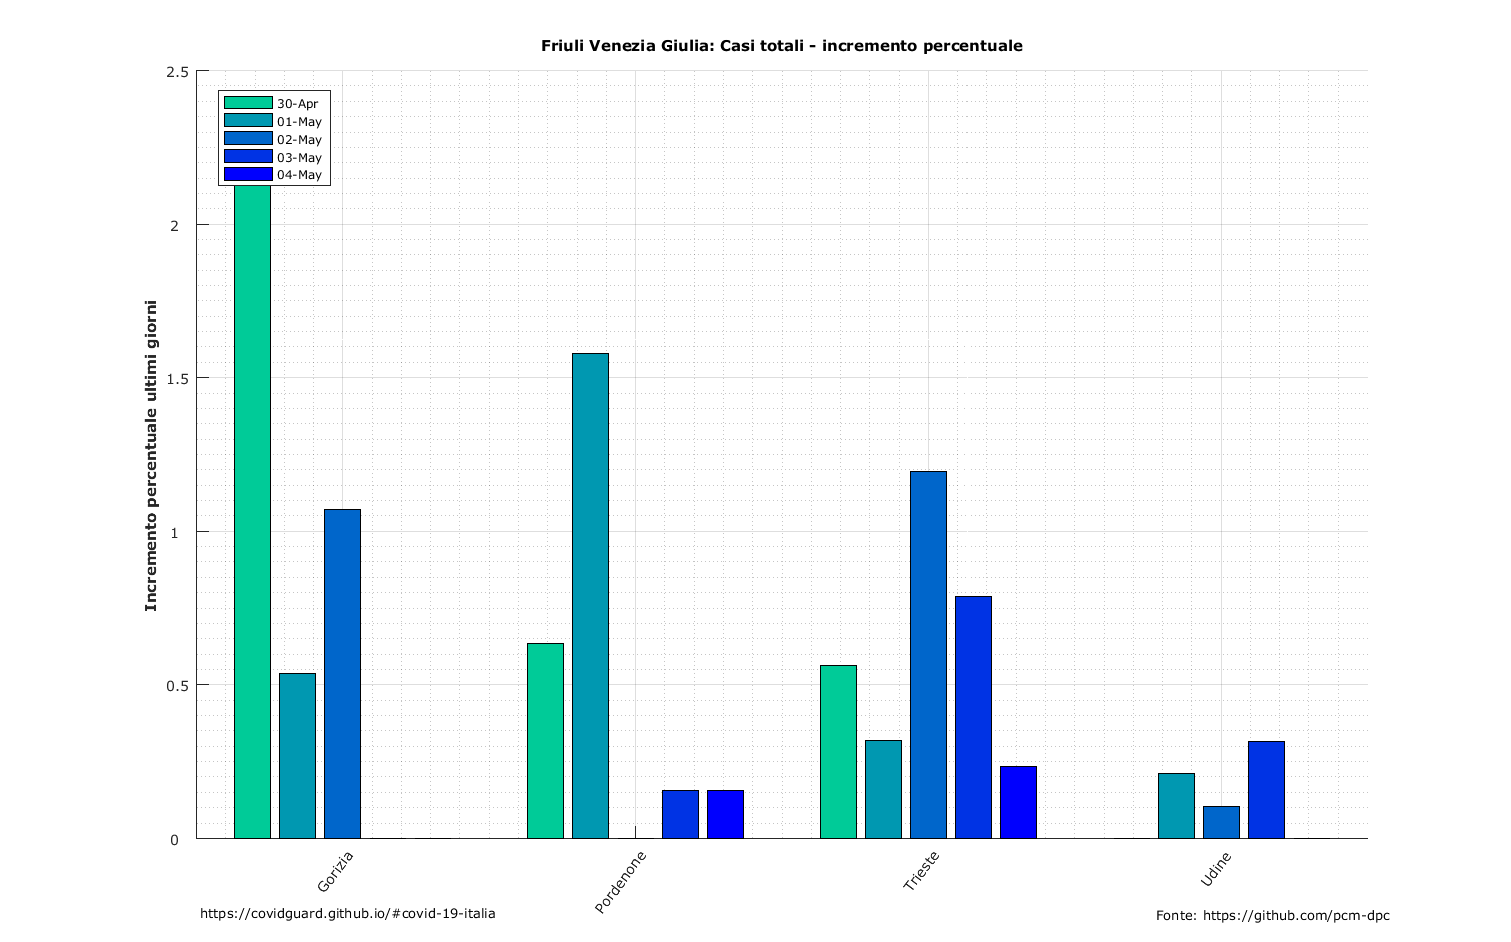 Friuli Venezia Giulia: Casi totali - incremento percentuale
2.5
2
1.5
1
0.5
0
Incremento percentuale ultimi giorni
30-Apr
01-May
02-May
03-May
04-May
Gorizia
Pordenone
Trieste
Udine
https://covidguard.github.io/#covid-19-italia
Fonte: https://github.com/pcm-dpc